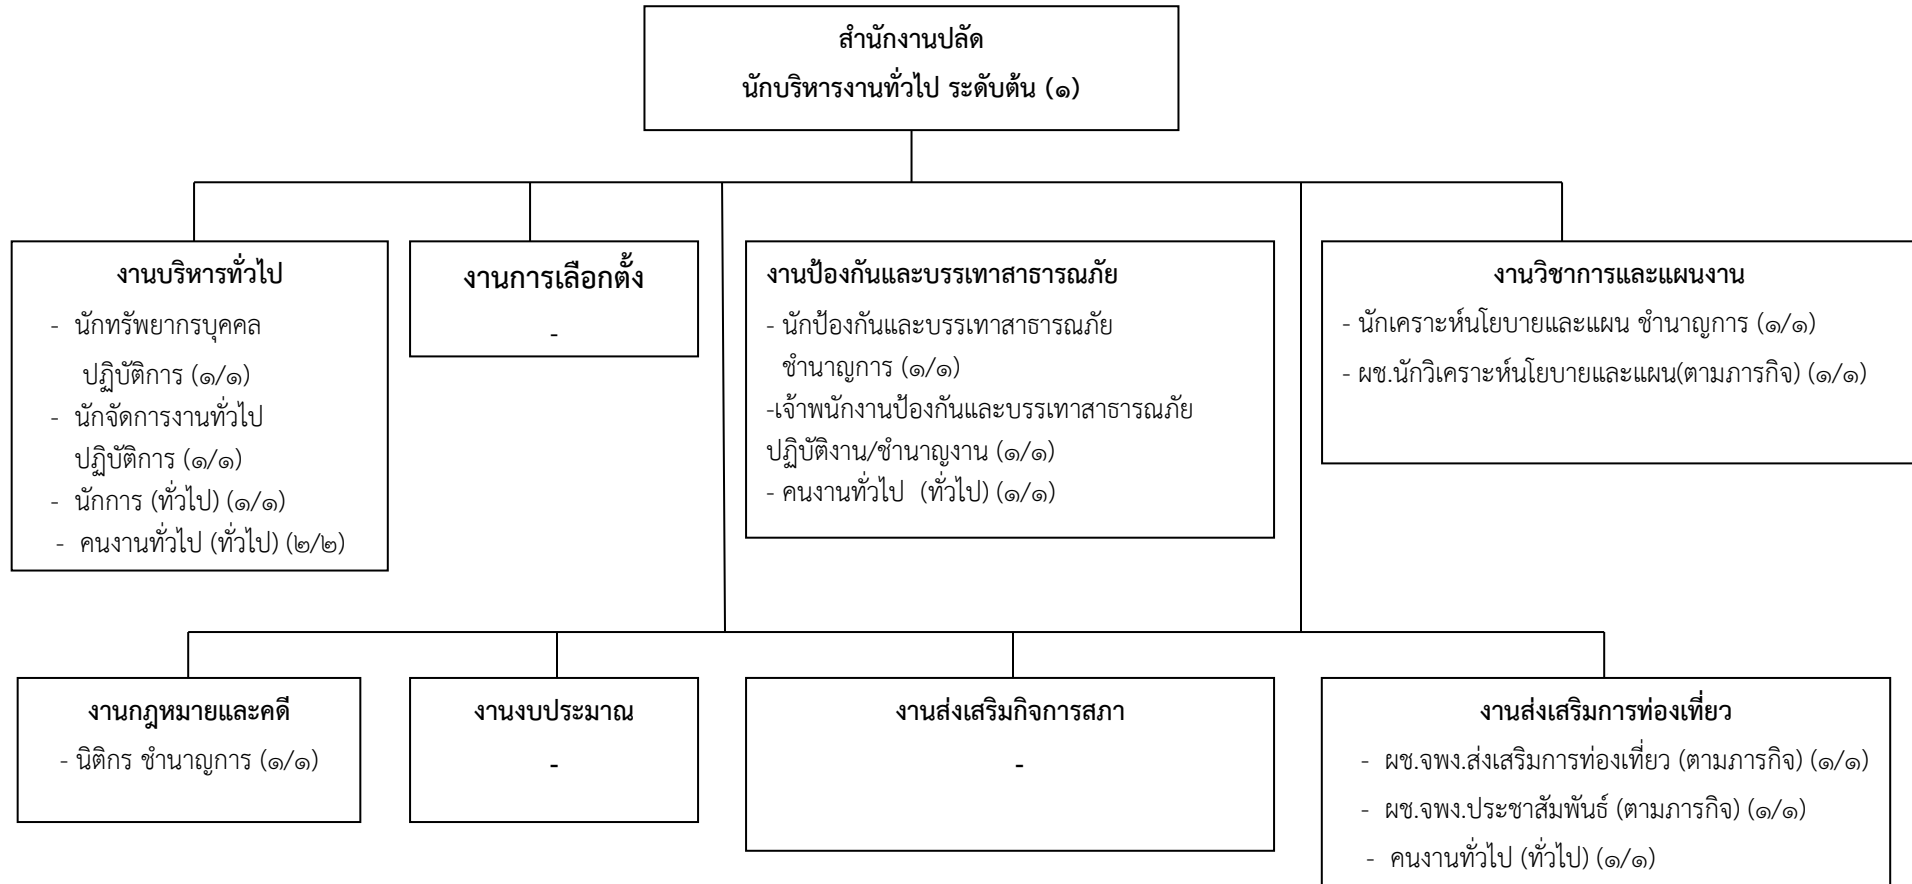 สำนักงานปลัด
นักบริหารงานทั่วไป ระดับต้น (๑)
งานบริหารทั่วไป
- นักทรัพยากรบุคคล
ปฏิบัติการ (๑/๑)
- นักจัดการงานทั่วไป
ปฏิบัติการ (๑/๑)
- นักการ (ทั่วไป) (๑/๑)
- คนงานทั่วไป (ทั่วไป) (๒/๒)
งานการเลือกตั้ง
-
งานป้องกันและบรรเทาสาธารณภัย
- นักป้องกันและบรรเทาสาธารณภัย
ชำนาญการ (๑/๑)
-เจ้าพนักงานป้องกันและบรรเทาสาธารณภัย
ปฏิบัติงาน/ชำนาญงาน (๑/๑)
- คนงานทั่วไป (ทั่วไป) (๑/๑)
งานวิชาการและแผนงาน
- นักเคราะห์นโยบายและแผน ชำนาญการ (๑/๑)
- ผช.นักวิเคราะห์นโยบายและแผน(ตามภารกิจ) (๑/๑)
งานกฎหมายและคดี
- นิติกร ชำนาญการ (๑/๑)
งานงบประมาณ
-
งานส่งเสริมกิจการสภา
-
งานส่งเสริมการท่องเที่ยว
- ผช.จพง.ส่งเสริมการท่องเที่ยว (ตามภารกิจ) (๑/๑)
- ผช.จพง.ประชาสัมพันธ์ (ตามภารกิจ) (๑/๑)
- คนงานทั่วไป (ทั่วไป) (๑/๑)